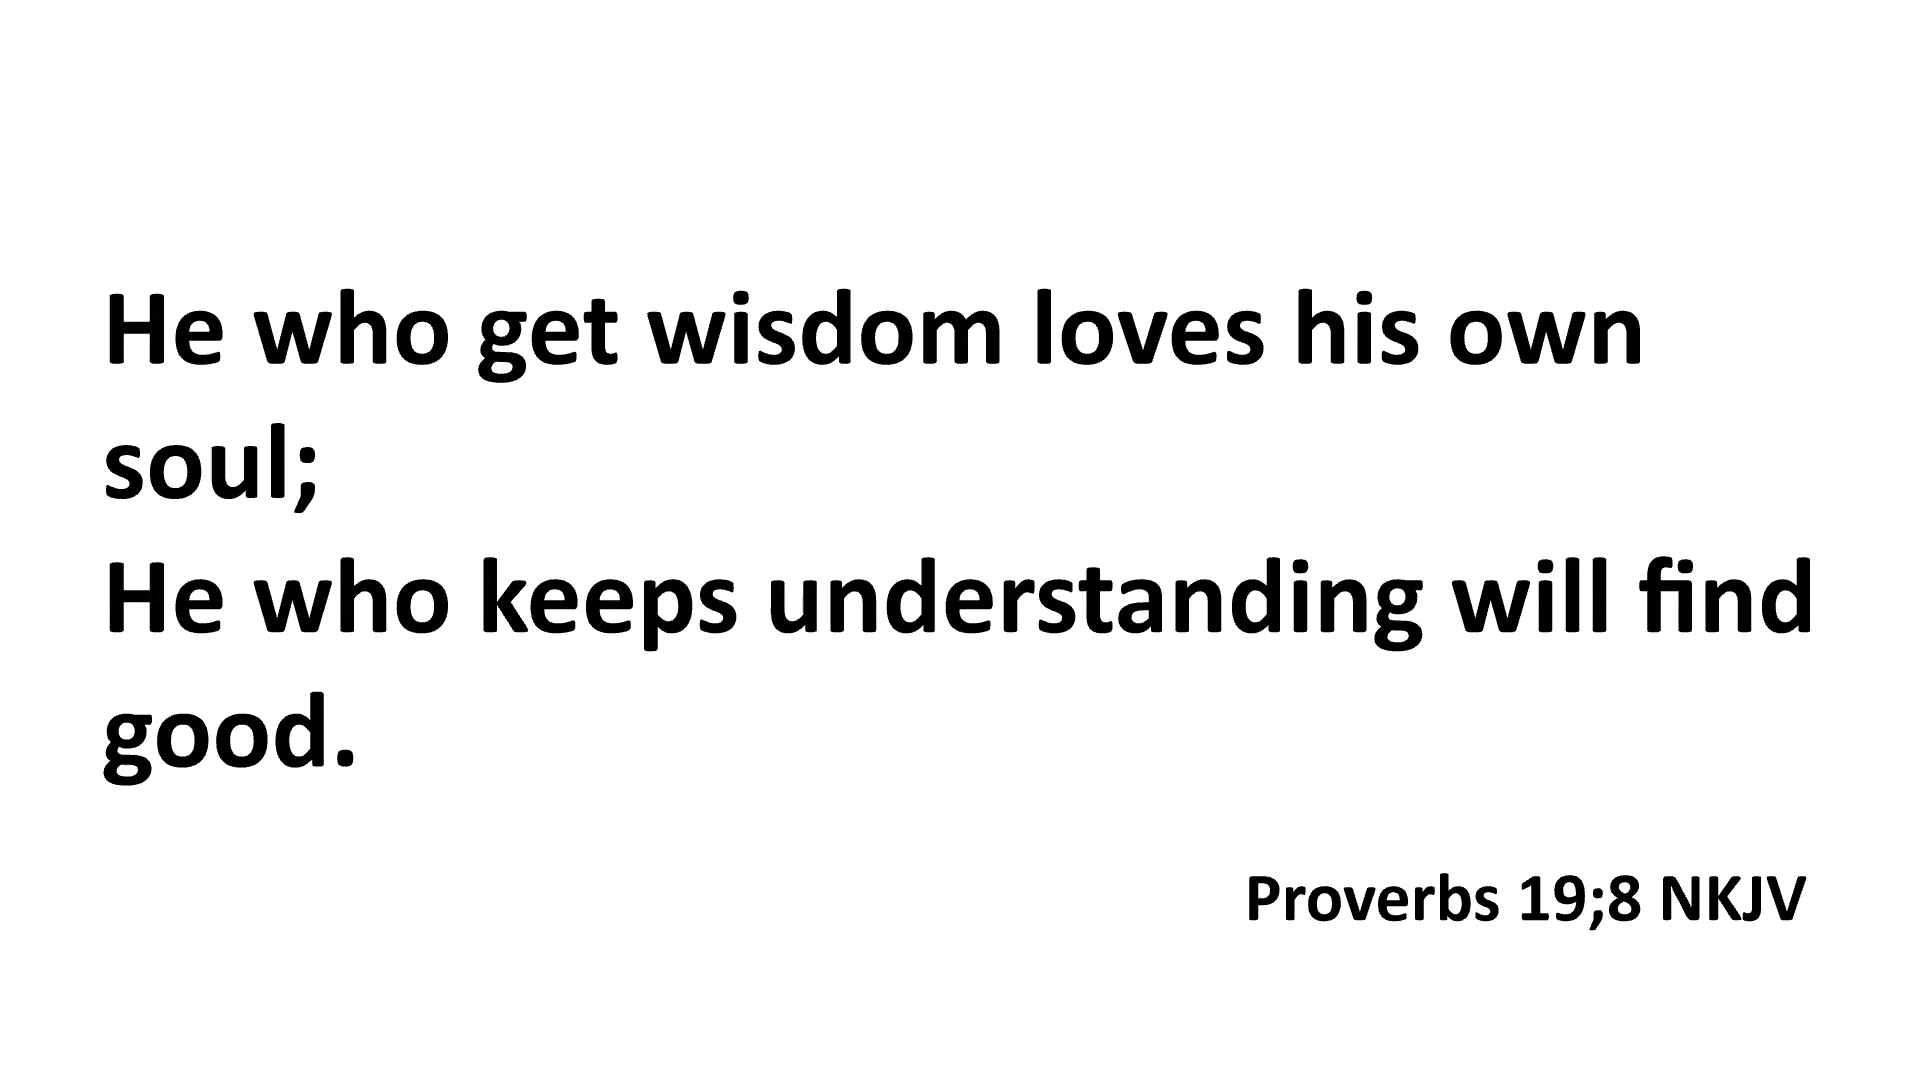 He who get wisdom loves his own
soul;
He who keeps understanding will find
good.
Proverbs 19;8 NKJV